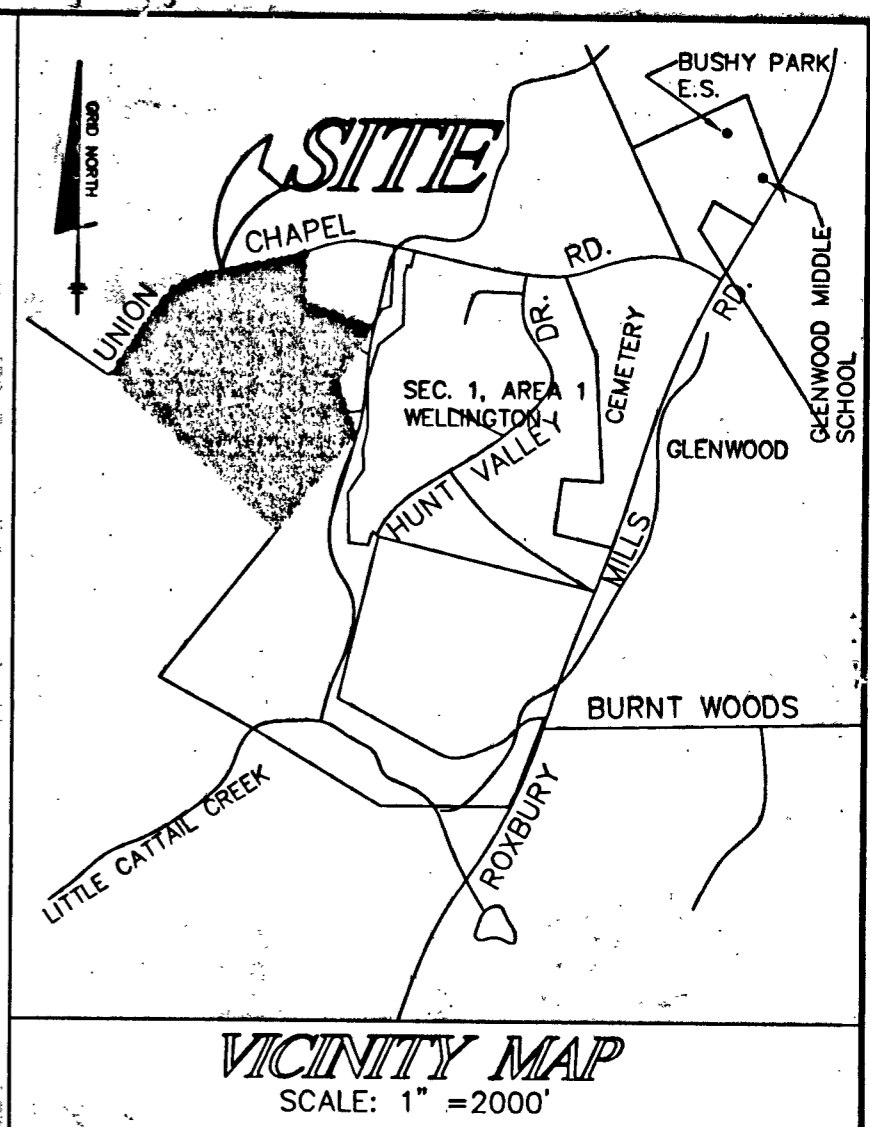 BUSHY PARK
E.S.
GRID NORTH
SITE
UNION CHAPEL RD.
RD.
DR.
CEMETERY
GLENWOOD MIDDLE
SCHOOL
SEC. 1, AREA 1
WELLINGTON
HUNT VALLEY
GLENWOOD
MILLS
BURNT WOODS
LITTLE CATTAIL CREEK
ROXBURY
VICINITY MAP
SCALE: 1" =2000'